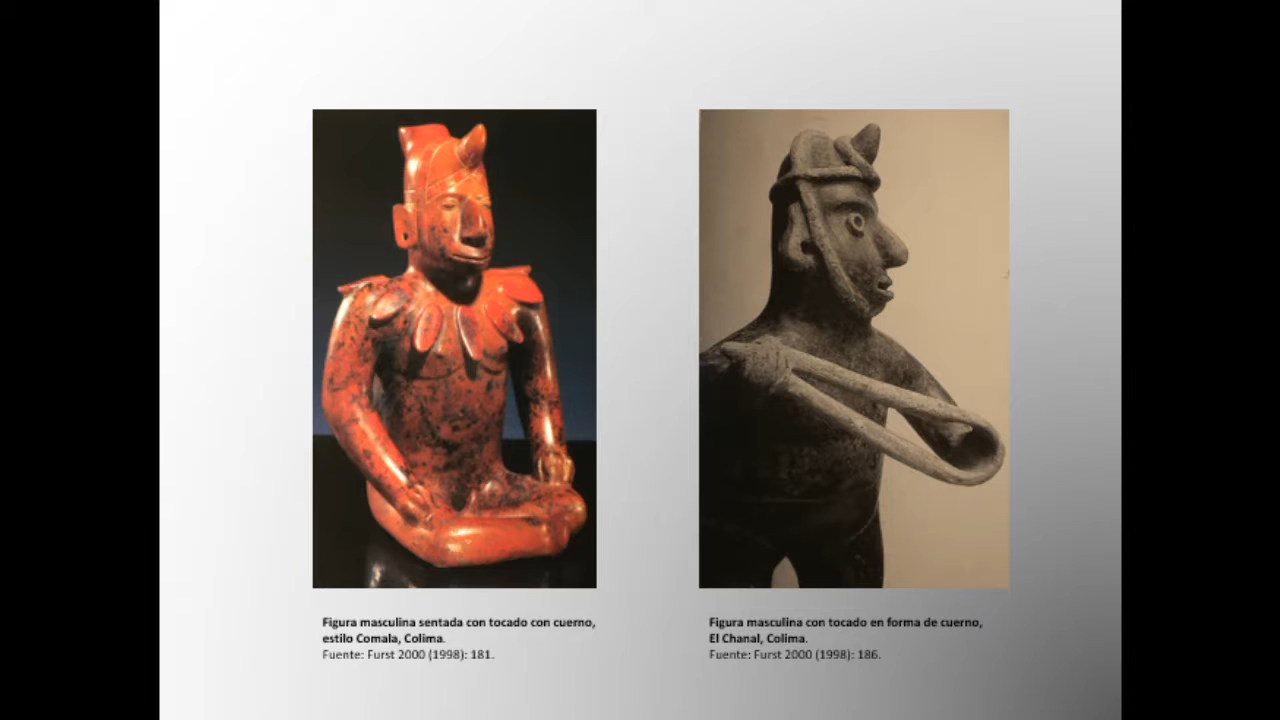 Figura masculina sentada con tocado con cuerno,
estilo Comala, Colima.
Fuente: Furst 2000 (1998): 181.
Figura masculina con tocado en forma de cuerno,
El Chanal, Colima.
Fuente: Furst 2000 (1998): 186.